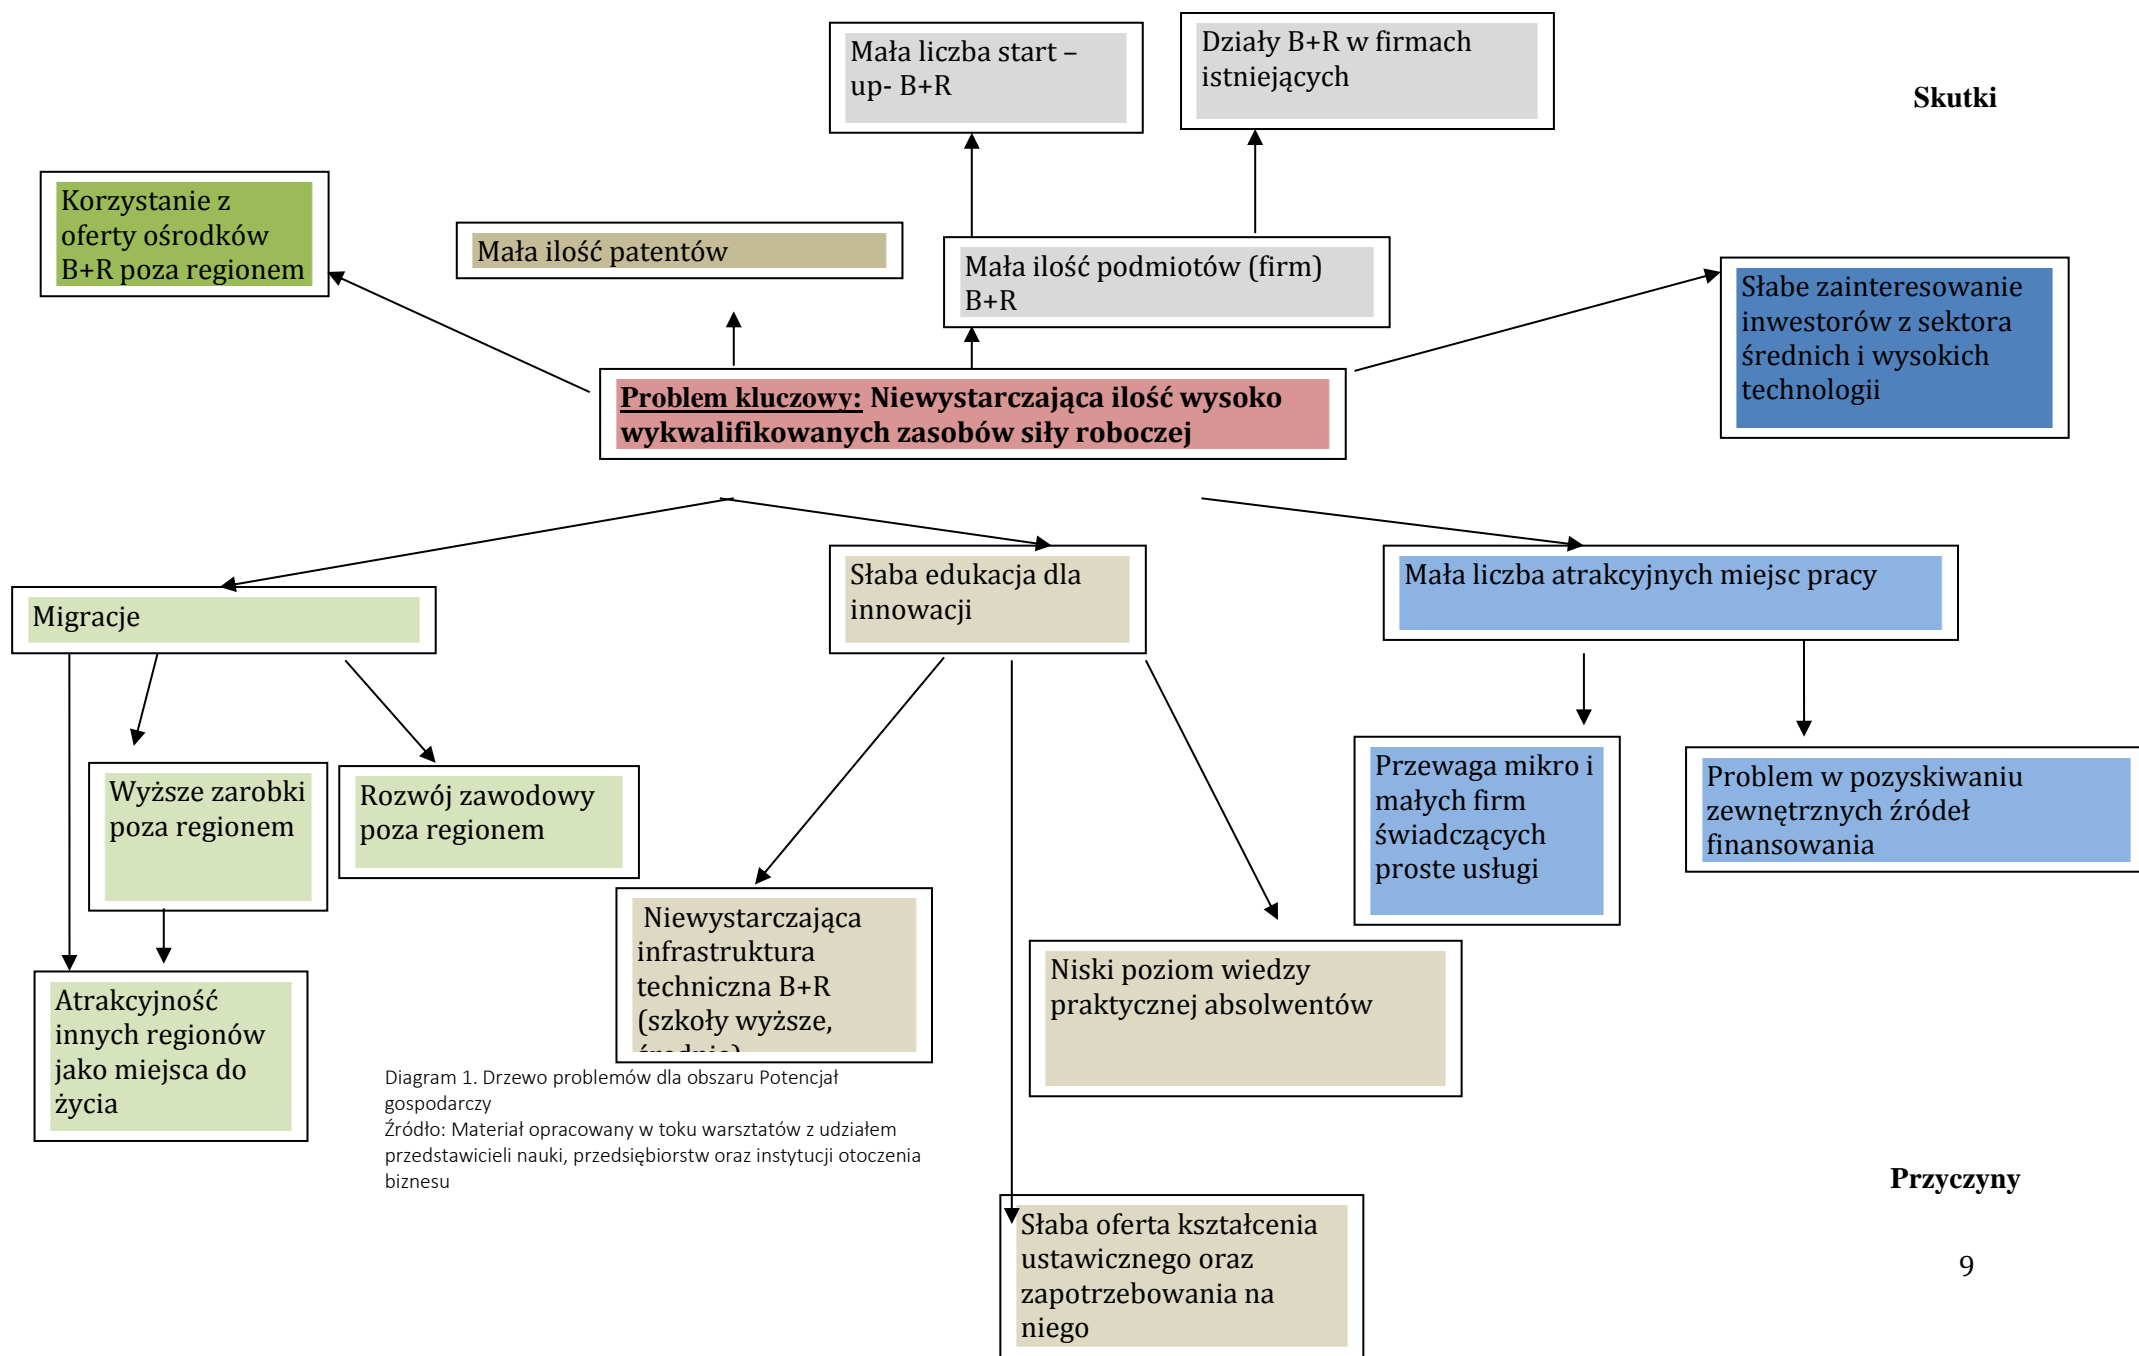 Mała liczba start –
up- B+R
Działy B+R w firmach
istniejących
Skutki
Korzystanie z
oferty ośrodków
B+R poza regionem
Mała ilość patentów
Mała ilość podmiotów (firm)
B+R
Słabe zainteresowanie
inwestorów z sektora
średnich i wysokich
technologii
Problem kluczowy: Niewystarczająca ilość wysoko
wykwalifikowanych zasobów siły roboczej
Migracje
Słaba edukacja dla
innowacji
Mała liczba atrakcyjnych miejsc pracy
Wyższe zarobki
poza regionem
Rozwój zawodowy
poza regionem
Przewaga mikro i
małych firm
świadczących
proste usługi
Problem w pozyskiwaniu
zewnętrznych źródeł
finansowania
Niewystarczająca
infrastruktura
techniczna B+R
(szkoły wyższe,
Niski poziom wiedzy
praktycznej absolwentów
Atrakcyjność
innych regionów
jako miejsca do
życia
Diagram 1. Drzewo problemów dla obszaru Potencjał
gospodarczy
Źródło: Materiał opracowany w toku warsztatów z udziałem
przedstawicieli nauki, przedsiębiorstw oraz instytucji otoczenia
biznesu
Przyczyny
Słaba oferta kształcenia
ustawicznego oraz
zapotrzebowania na
niego
9